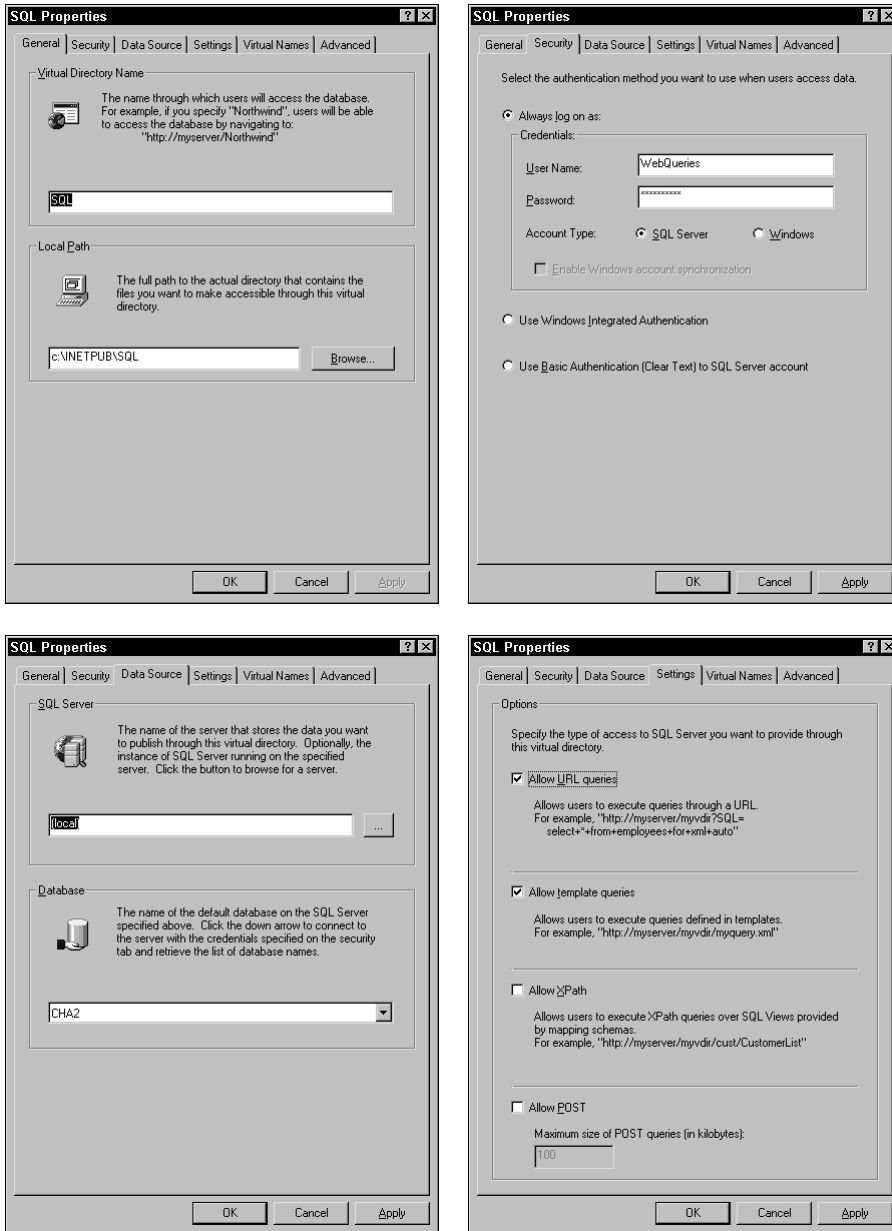 SQL Properties
General Security Data Source Settings Virtual Names Advanced
Virtual Directory Name
The name through which users will access the database.
For example, if you specify "Northwind", users will be able
to access the database by navigating to:
"http://myserver/Northwind"
SQL
Local Path
The full path to the actual directory that contains the
files you want to make accessible through this virtual
directory.
c:\INETPUB\SQL
Browse...
OK Cancel Apply
SQL Properties
General Security Data Source Settings Virtual Names Advanced
Select the authentication method you want to use when users access data.
Always log on as:
Credentials:
User Name: WebQueries
Password: **********
Account Type: SQL Server Windows
Enable Windows account synchronization
Use Windows Integrated Authentication
Use Basic Authentication (Clear Text) to SQL Server account
OK Cancel Apply
SQL Properties
General Security Data Source Settings Virtual Names Advanced
SQL Server
The name of the server that stores the data you want
to publish through this virtual directory. Optionally, the
instance of SQL Server running on the specified
server. Click the button to browse for a server.
(local)
...
Database
The name of the default database on the SQL Server
specified above. Click the down arrow to connect to
the server with the credentials specified on the security
tab and retrieve the list of database names.
CHA2
OK Cancel Apply
SQL Properties
General Security Data Source Settings Virtual Names Advanced
Options
Specify the type of access to SQL Server you want to provide through
this virtual directory.
Allow URL queries
Allows users to execute queries through a URL.
For example, "http://myserver/myvdir?SQL=
select+*+from+employees+for+xml+auto"
Allow template queries
Allows users to execute queries defined in templates.
For example, "http://myserver/myvdir/myquery.xml"
Allow XPath
Allows users to execute XPath queries over SQL Views provided
by mapping schemas.
For example, "http://myserver/myvdir/cust/CustomerList"
Allow POST
Maximum size of POST queries (in kilobytes):
100
OK Cancel Apply